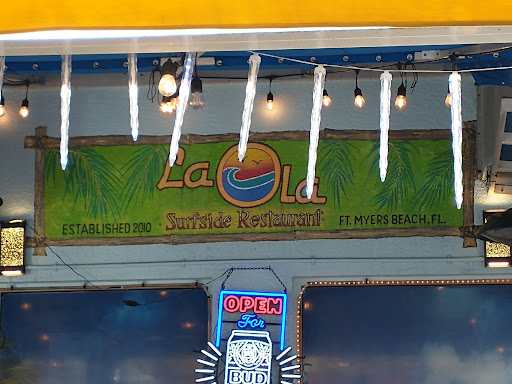 La Ola
Surfside Restaurant
ESTABLISHED 2010
FT. MYERS BEACH, FL.
OPEN
For
BUD